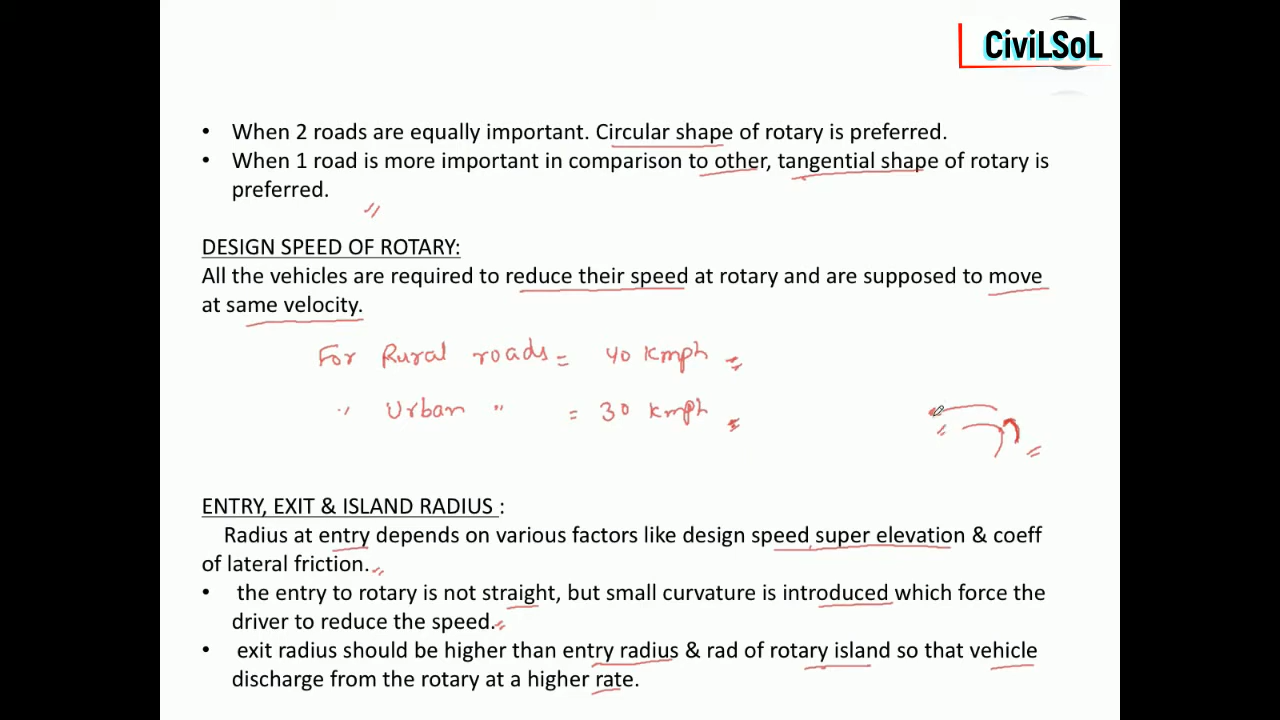 CiviLSoL
• When 2 roads are equally important. Circular shape of rotary is preferred.
• When 1 road is more important in comparison to other, tangential shape of rotary is
preferred.
DESIGN SPEED OF ROTARY:
All the vehicles are required to reduce their speed at rotary and are supposed to move
at same velocity.
For Rural roads = 40 Kmph
" Urban " = 30 Kmph
ENTRY, EXIT & ISLAND RADIUS :
Radius at entry depends on various factors like design speed super elevation & coeff
of lateral friction.
• the entry to rotary is not straight, but small curvature is introduced which force the
driver to reduce the speed.
• exit radius should be higher than entry radius & rad of rotary island so that vehicle
discharge from the rotary at a higher rate.